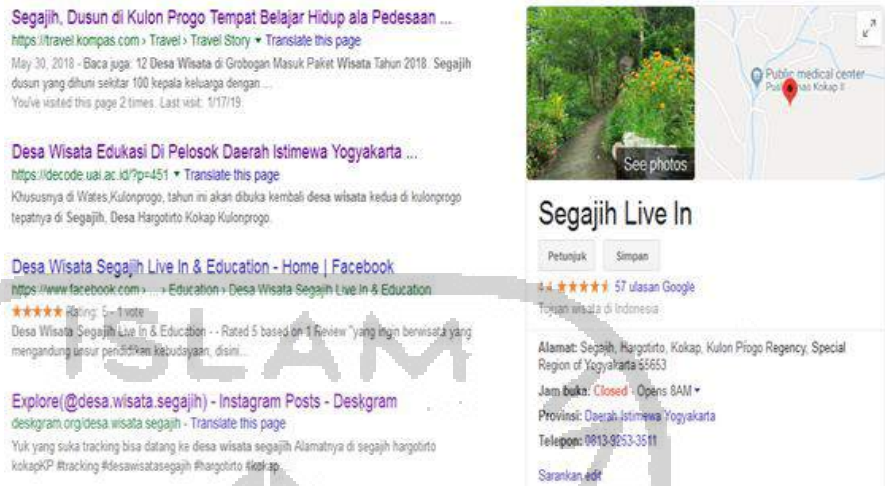 Segajih, Dusun di Kulon Progo Tempat Belajar Hidup ala Pedesaan ...
https://travel.kompas.com › Travel › Travel Story ▼ Translate this page
May 30, 2018 - Baca juga: 12 Desa Wisata di Grobogan Masuk Paket Wisata Tahun 2018. Segajih
dusun yang dihuni sekitar 100 kepala keluarga dengan ...
You've visited this page 2 times. Last visit: 1/17/19
Desa Wisata Edukasi Di Pelosok Daerah Istimewa Yogyakarta ...
https://decode.uai.ac.id/?p=451 ▼ Translate this page
Khususnya di Wates,Kulonprogo, tahun ini akan dibuka kembali desa wisata kedua di kulonprogo
tepatnya di Segajih, Desa Hargotirto Kokap Kulonprogo.
Desa Wisata Segajih Live In & Education - Home | Facebook
https://www.facebook.com › ... › Education › Desa Wisata Segajih Live In & Education
★★★★★ Rating: 5 - 1 vote
Desa Wisata Segajih Live In & Education - - Rated 5 based on 1 Review "yang ingin berwisata yang
mengandung unsur pendidikan kebudayaan, disini...
Explore(@desa.wisata.segajih) - Instagram Posts - Deskgram
deskgram.org/desa.wisata.segajih - Translate this page
Yuk yang suka tracking bisa datang ke desa wisata segajih Alamatnya di segajih hargotirto
kokapKP #tracking #desawisatasegajih #hargotirto #kokap
Public medical center
Kokap II
See photos
Segajih Live In
Petunjuk
Simpan
4,4 ★★★★★ 57 ulasan Google
Tujuan wisata di Indonesia
Alamat: Segajih, Hargotirto, Kokap, Kulon Progo Regency, Special
Region of Yogyakarta 55653
Jam buka: Closed · Opens 8AM ▼
Provinsi: Daerah Istimewa Yogyakarta
Telepon: 0813-9253-3511
Sarankan edit
ISLAM